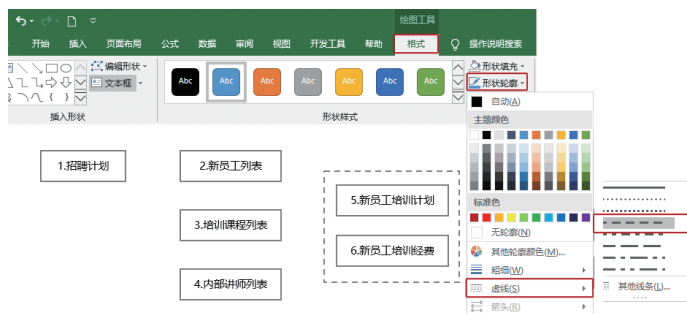 绘图工具
开始 插入 页面布局 公式 数据 审阅 视图 开发工具 帮助 格式 操作说明搜索
编辑形状
文本框
Abc Abc Abc Abc Abc Abc Abc
形状填充
形状轮廓
插入形状 形状样式
自动(A)
主题颜色
标准色
无轮廓(N)
其他轮廓颜色(M)...
粗细(W)
虚线(S)
箭头(R)
其他线条(L)...
1.招聘计划
2.新员工列表
3.培训课程列表
4.内部讲师列表
5.新员工培训计划
6.新员工培训经费